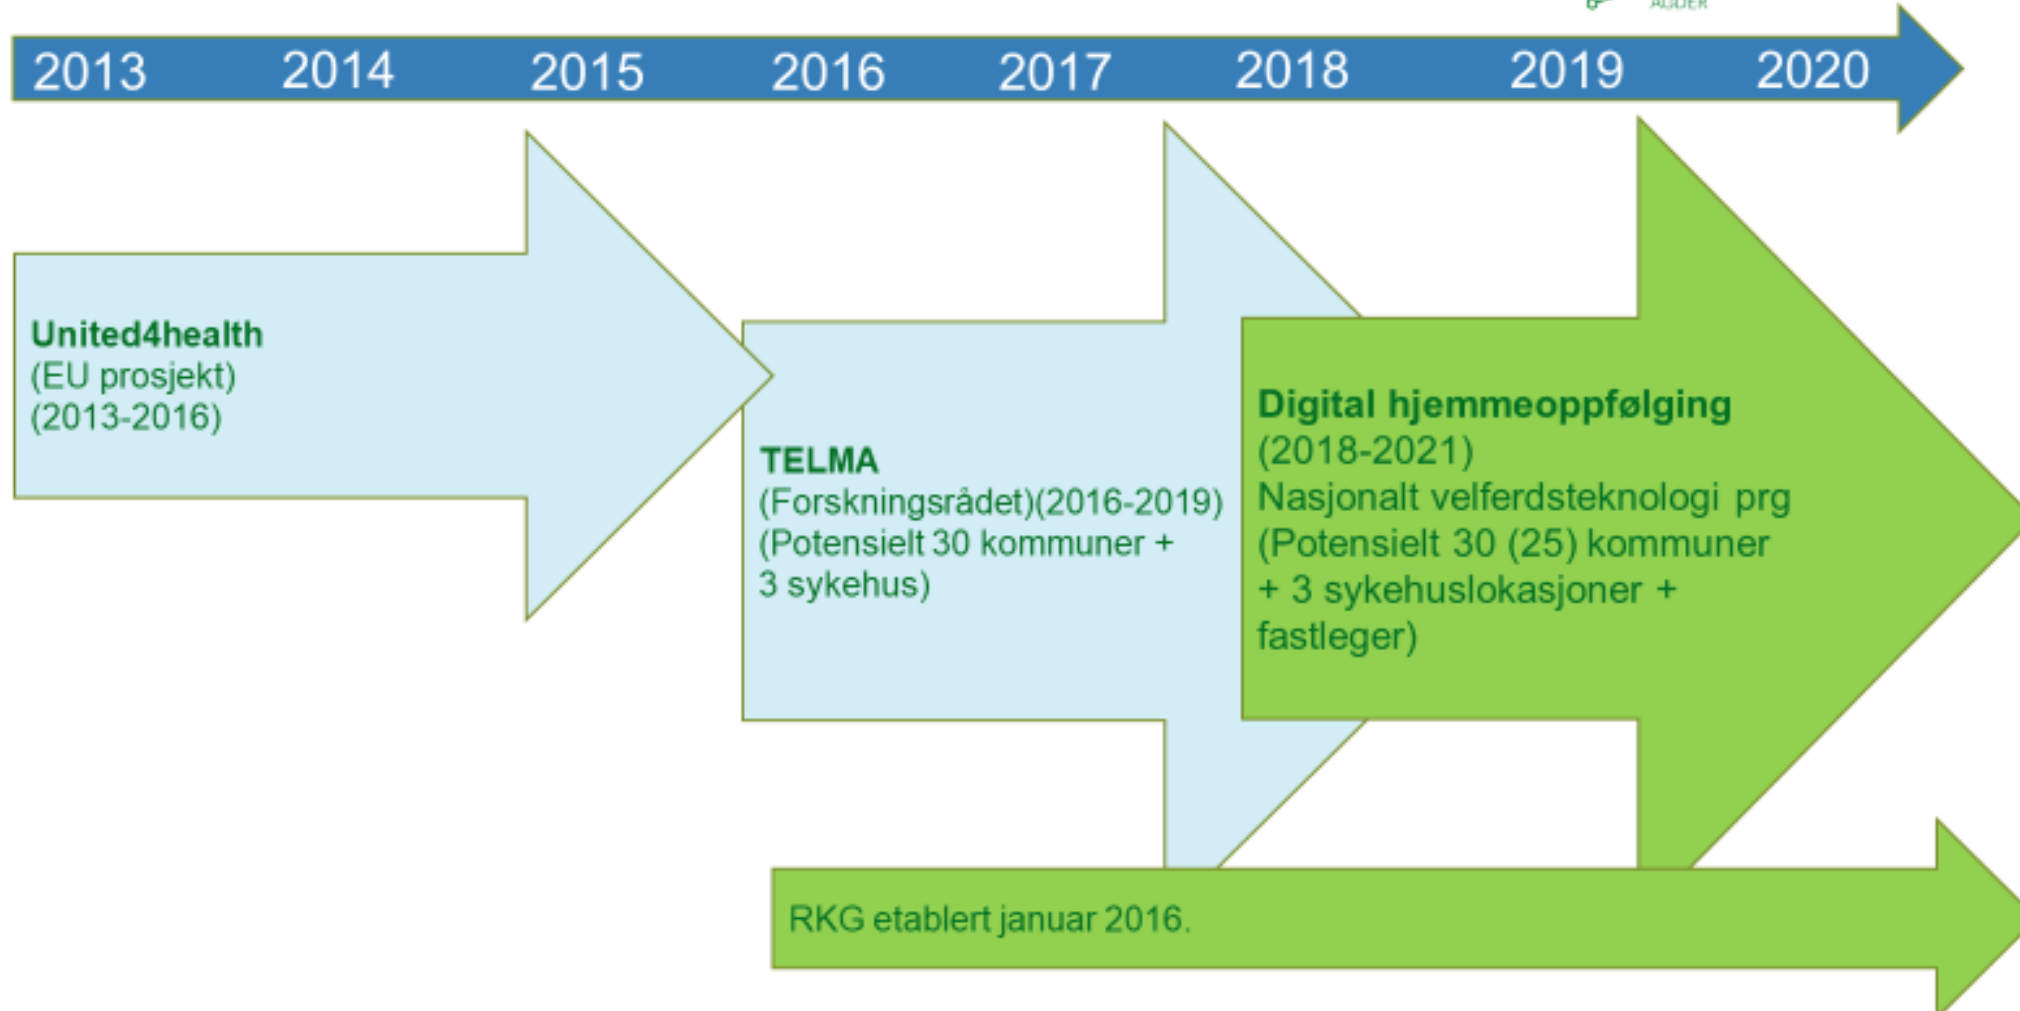 AGDER
2013 2014 2015 2016 2017 2018 2019 2020
United4health
(EU prosjekt)
(2013-2016)
TELMA
(Forskningsrådet)(2016-2019)
(Potensielt 30 kommuner +
3 sykehus)
Digital hjemmeoppfølging
(2018-2021)
Nasjonalt velferdsteknologi prg
(Potensielt 30 (25) kommuner
+ 3 sykehuslokasjoner +
fastleger)
RKG etablert januar 2016.